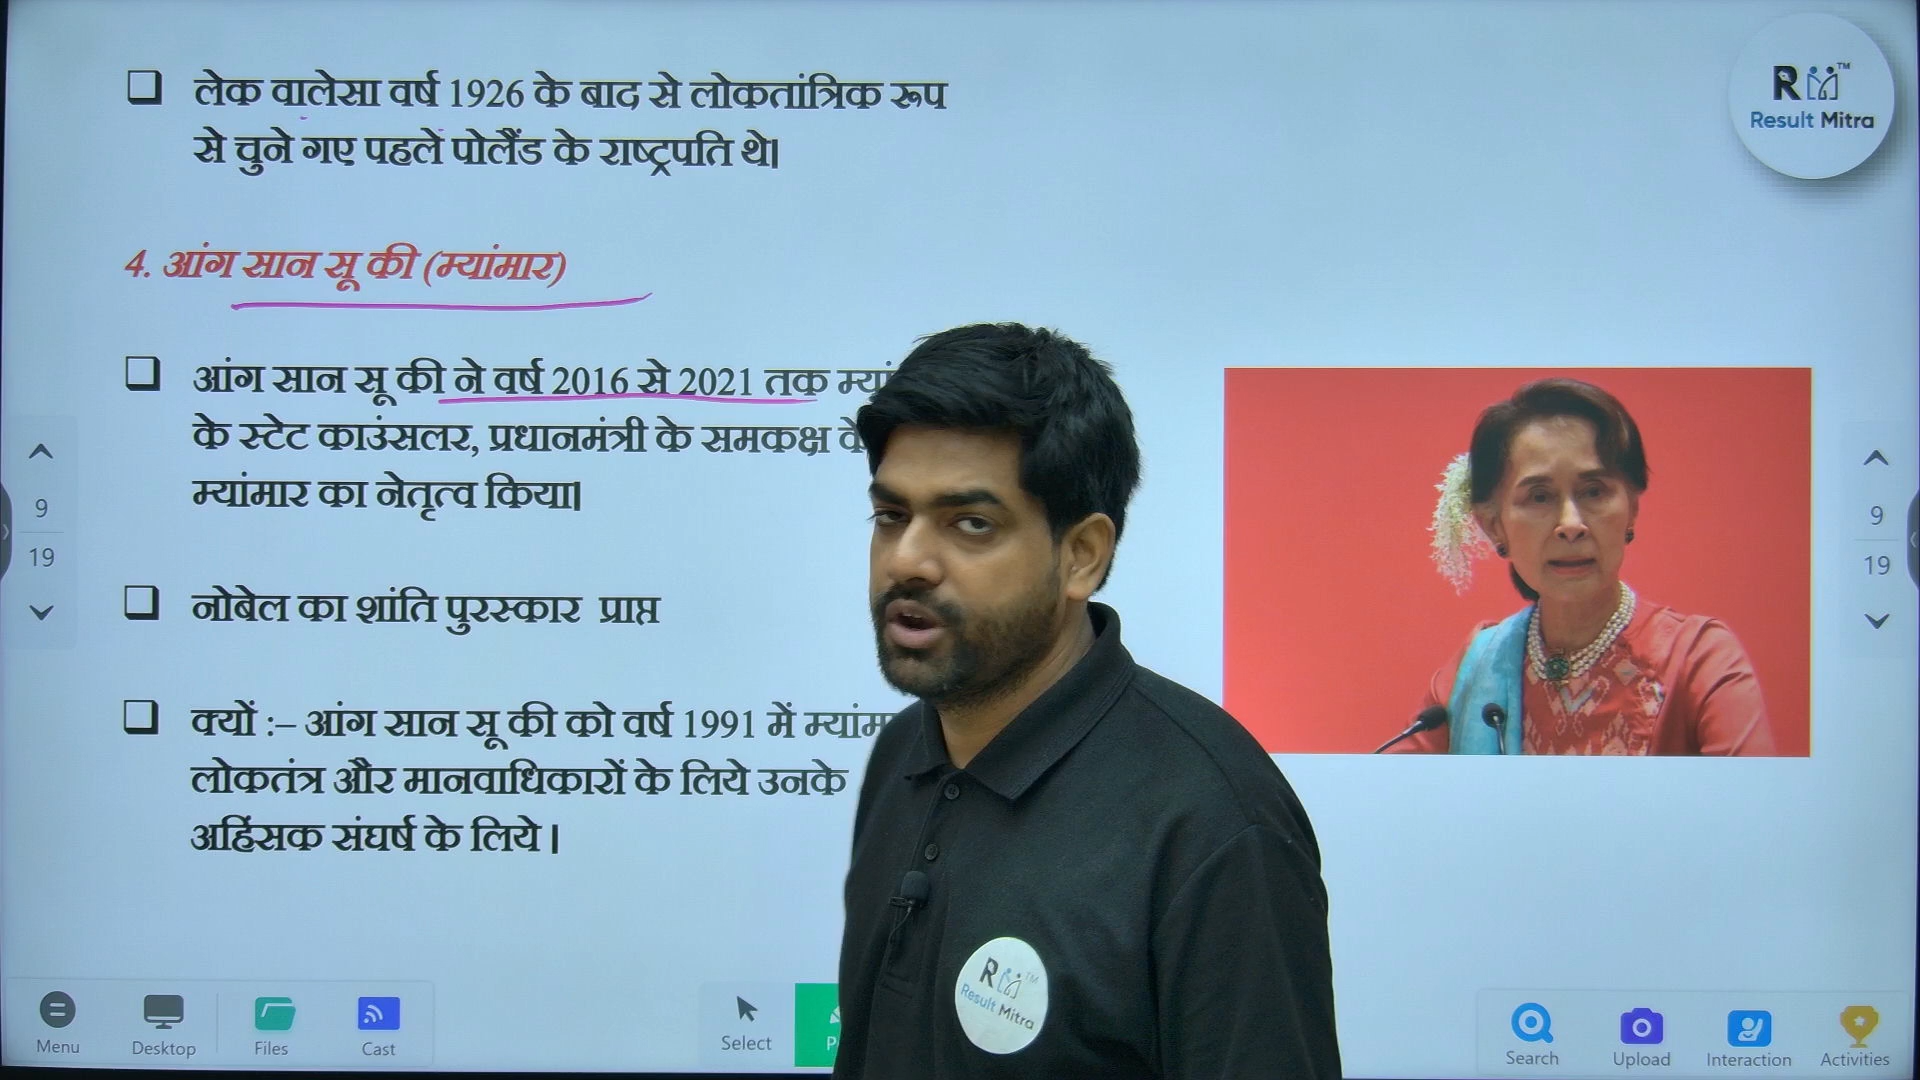 लेक वालेसा वर्ष 1926 के बाद से लोकतांत्रिक रूप
से चुने गए पहले पोलैंड के राष्ट्रपति थे।
4. आंग सान सू की (म्यांमार)
आंग सान सू की ने वर्ष 2016 से 2021 तक
के स्टेट काउंसलर, प्रधानमंत्री के समकक्ष
म्यांमार का नेतृत्व किया।
नोबेल का शांति पुरस्कार प्राप्त
क्यों :– आंग सान सू की को वर्ष 1991 में
लोकतंत्र और मानवाधिकारों के लिये उनके
अहिंसक संघर्ष के लिये ।
R TM
Result Mitra
9
19
9
19
R TM
Result Mitra
Menu
Desktop
Files
Cast
Select
Search
Upload
Interaction
Activities